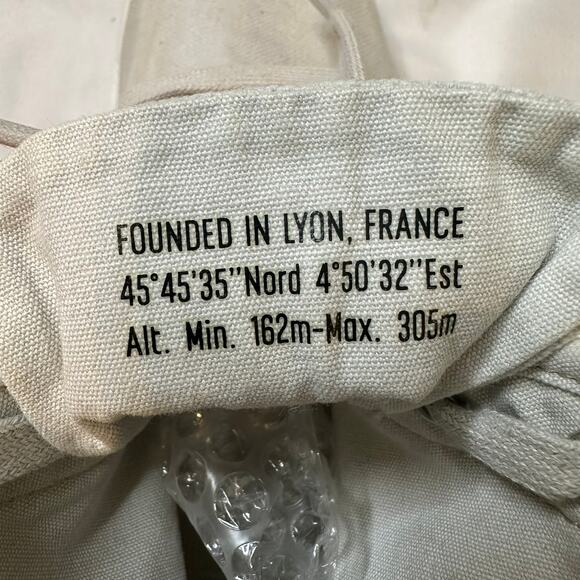 FOUNDED IN LYON, FRANCE
45°45'35''Nord 4°50'32''Est
Alt. Min. 162m-Max. 305m